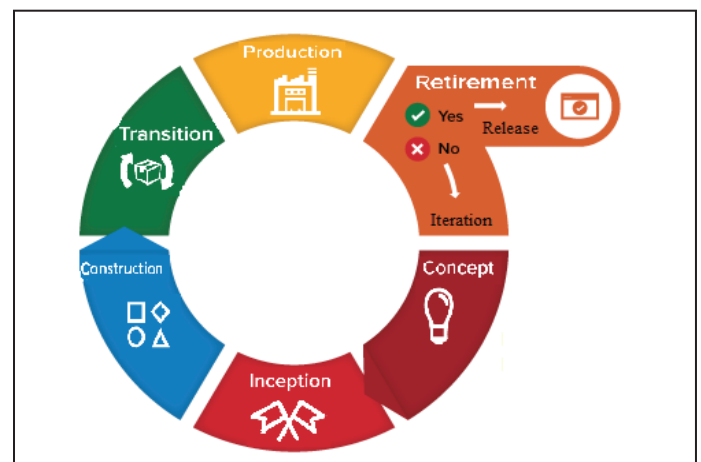 Production
Retirement
Yes
Release
No
Iteration
Transition
Construction
Concept
Inception